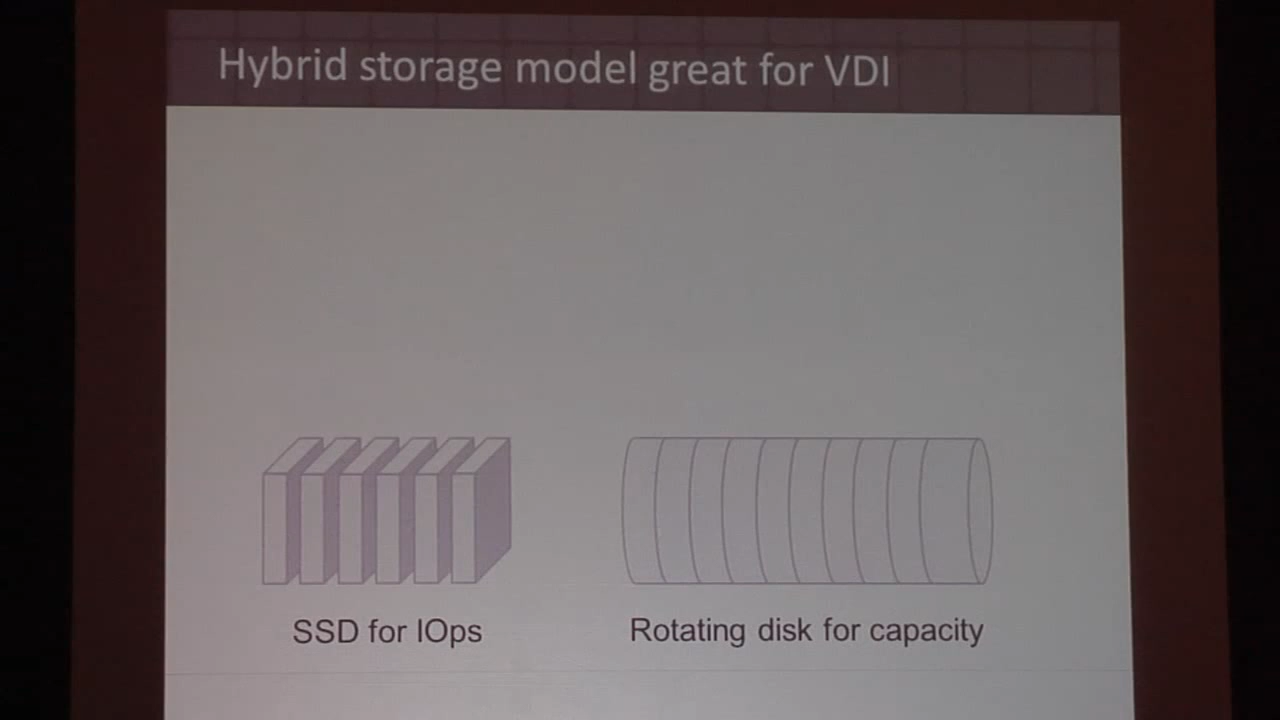 Hybrid storage model great for VDI
SSD for IOps
Rotating disk for capacity